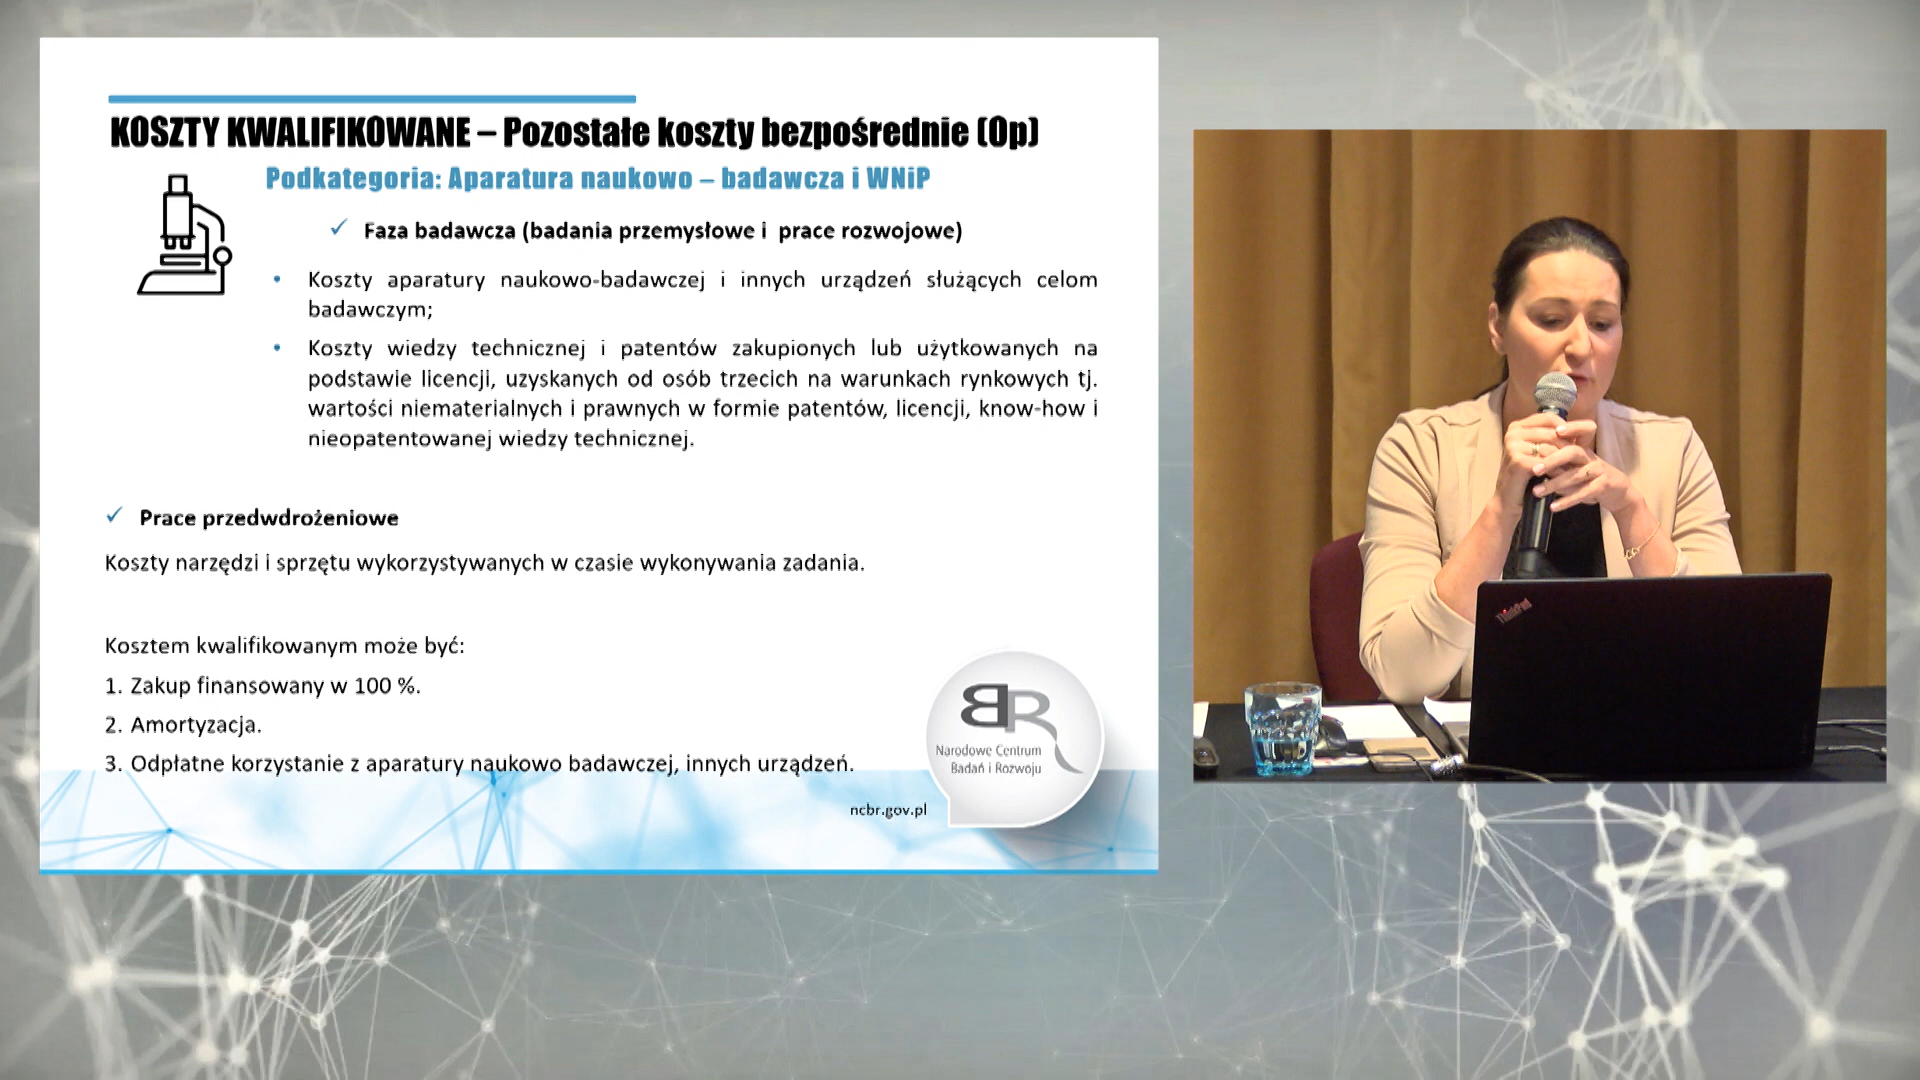 KOSZTY KWALIFIKOWANE – Pozostałe koszty bezpośrednie (Op)
Podkategoria: Aparatura naukowo – badawcza i WNiP
✓ Faza badawcza (badania przemysłowe i prace rozwojowe)
• Koszty aparatury naukowo-badawczej i innych urządzeń służących celom
badawczym;
• Koszty wiedzy technicznej i patentów zakupionych lub użytkowanych na
podstawie licencji, uzyskanych od osób trzecich na warunkach rynkowych tj.
wartości niematerialnych i prawnych w formie patentów, licencji, know-how i
nieopatentowanej wiedzy technicznej.
✓ Prace przedwdrożeniowe
Koszty narzędzi i sprzętu wykorzystywanych w czasie wykonywania zadania.
Kosztem kwalifikowanym może być:
1. Zakup finansowany w 100 %.
2. Amortyzacja.
3. Odpłatne korzystanie z aparatury naukowo badawczej, innych urządzeń.
BR
Narodowe Centrum
Badań i Rozwoju
ncbr.gov.pl
ThinkPad